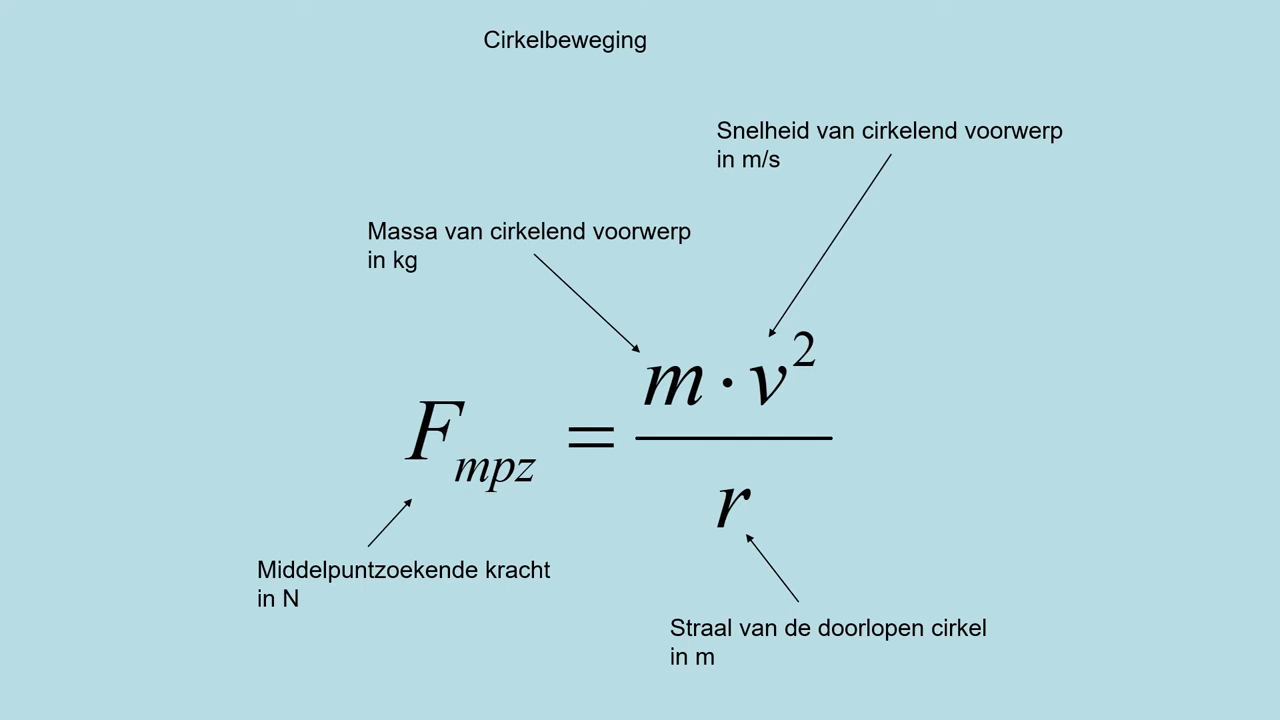 Cirkelbeweging
Snelheid van cirkelend voorwerp
in m/s
Massa van cirkelend voorwerp
in kg
F_mpz = (m · v²) / r
Middelpuntzoekende kracht
in N
Straal van de doorlopen cirkel
in m